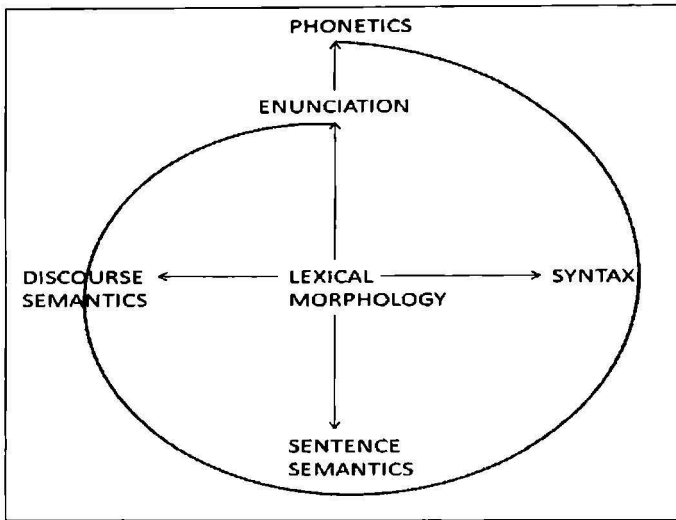 PHONETICS
ENUNCIATION
DISCOURSE
SEMANTICS
LEXICAL
MORPHOLOGY
SYNTAX
SENTENCE
SEMANTICS